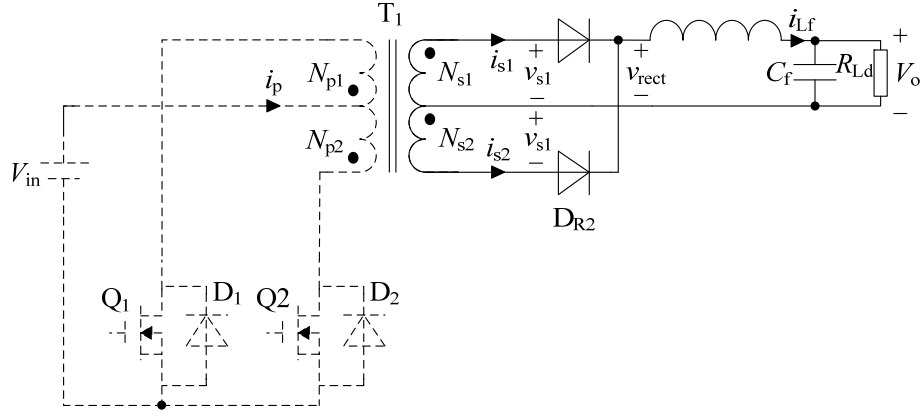 T1
is1
+
vs1
−
+
vrect
−
iLf
+
Vo
−
Cf
RLd
Np1
Ns1
ip
Np2
Ns2
is2
+
vs1
−
DR2
Vin
Q1
D1
Q2
D2